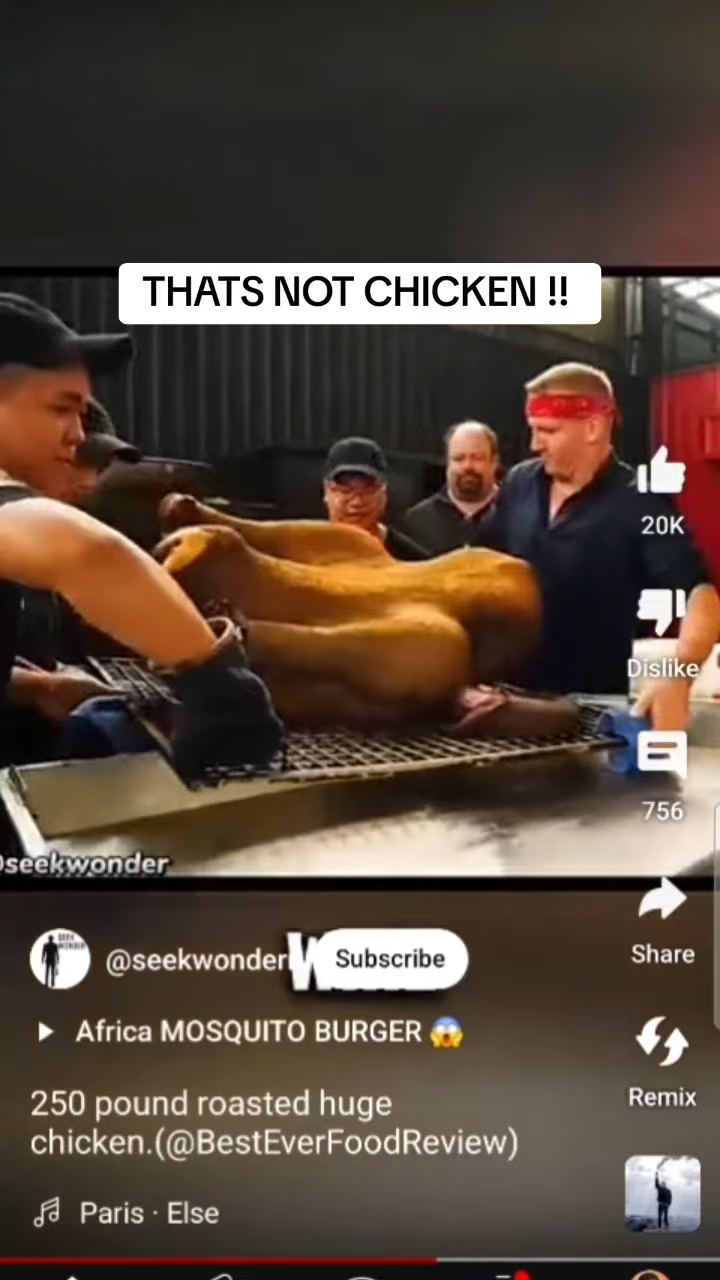 THATS NOT CHICKEN !!
20K
Dislike
756
@seekwonder
Share
@seekwonder
Subscribe
Africa MOSQUITO BURGER 😱
Remix
250 pound roasted huge
chicken.(@BestEverFoodReview)
Paris · Else